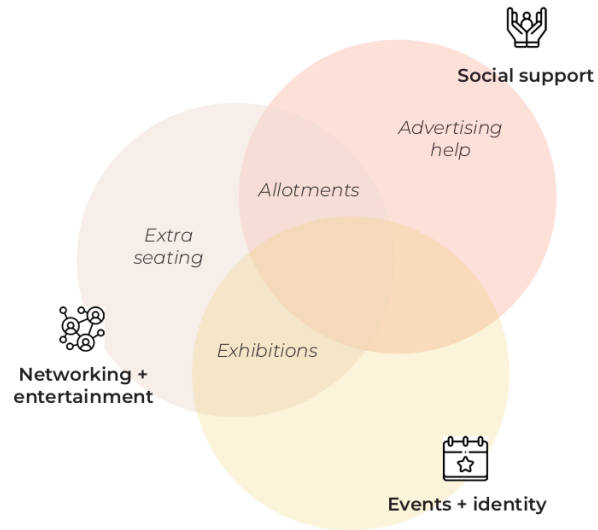 Social support
Advertising
help
Allotments
Extra
seating
Exhibitions
Networking +
entertainment
Events + identity